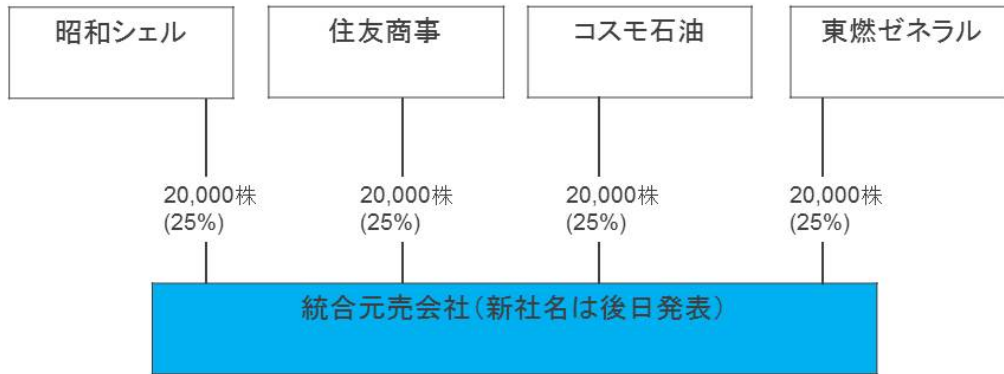 昭和シェル
住友商事
コスモ石油
東燃ゼネラル
20,000株
(25%)
20,000株
(25%)
20,000株
(25%)
20,000株
(25%)
統合元売会社(新社名は後日発表)